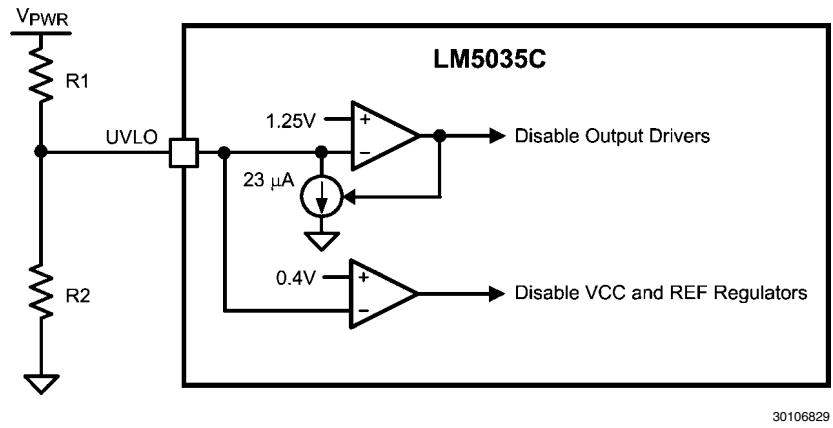 VPWR
LM5035C
R1
1.25V
+
−
Disable Output Drivers
UVLO
23 µA
0.4V
+
−
R2
Disable VCC and REF Regulators
30106829